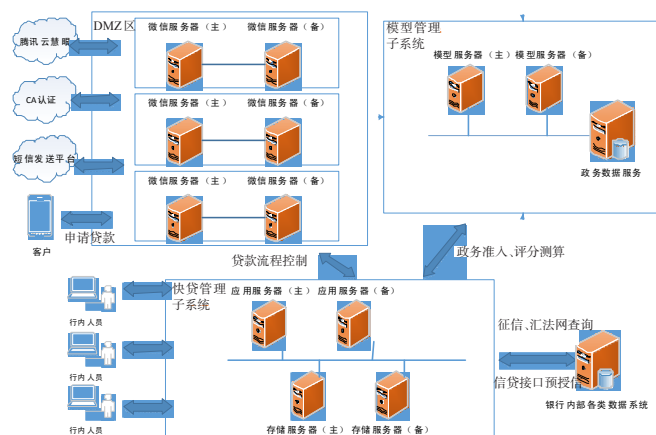 DMZ区
腾讯云慧眼
CA认证
短信发送平台
客户
申请贷款
微信服务器（主）
微信服务器（备）
微信服务器（主）
微信服务器（备）
微信服务器（主）
微信服务器（备）
模型管理
子系统
模型服务器（主）
模型服务器（备）
政务数据服务
贷款流程控制
政务准入、评分测算
快贷管理
子系统
应用服务器（主）
应用服务器（备）
存储服务器（主）
存储服务器（备）
行内人员
行内人员
行内人员
征信、汇法网查询
信贷接口预授信
银行内部各类数据系统